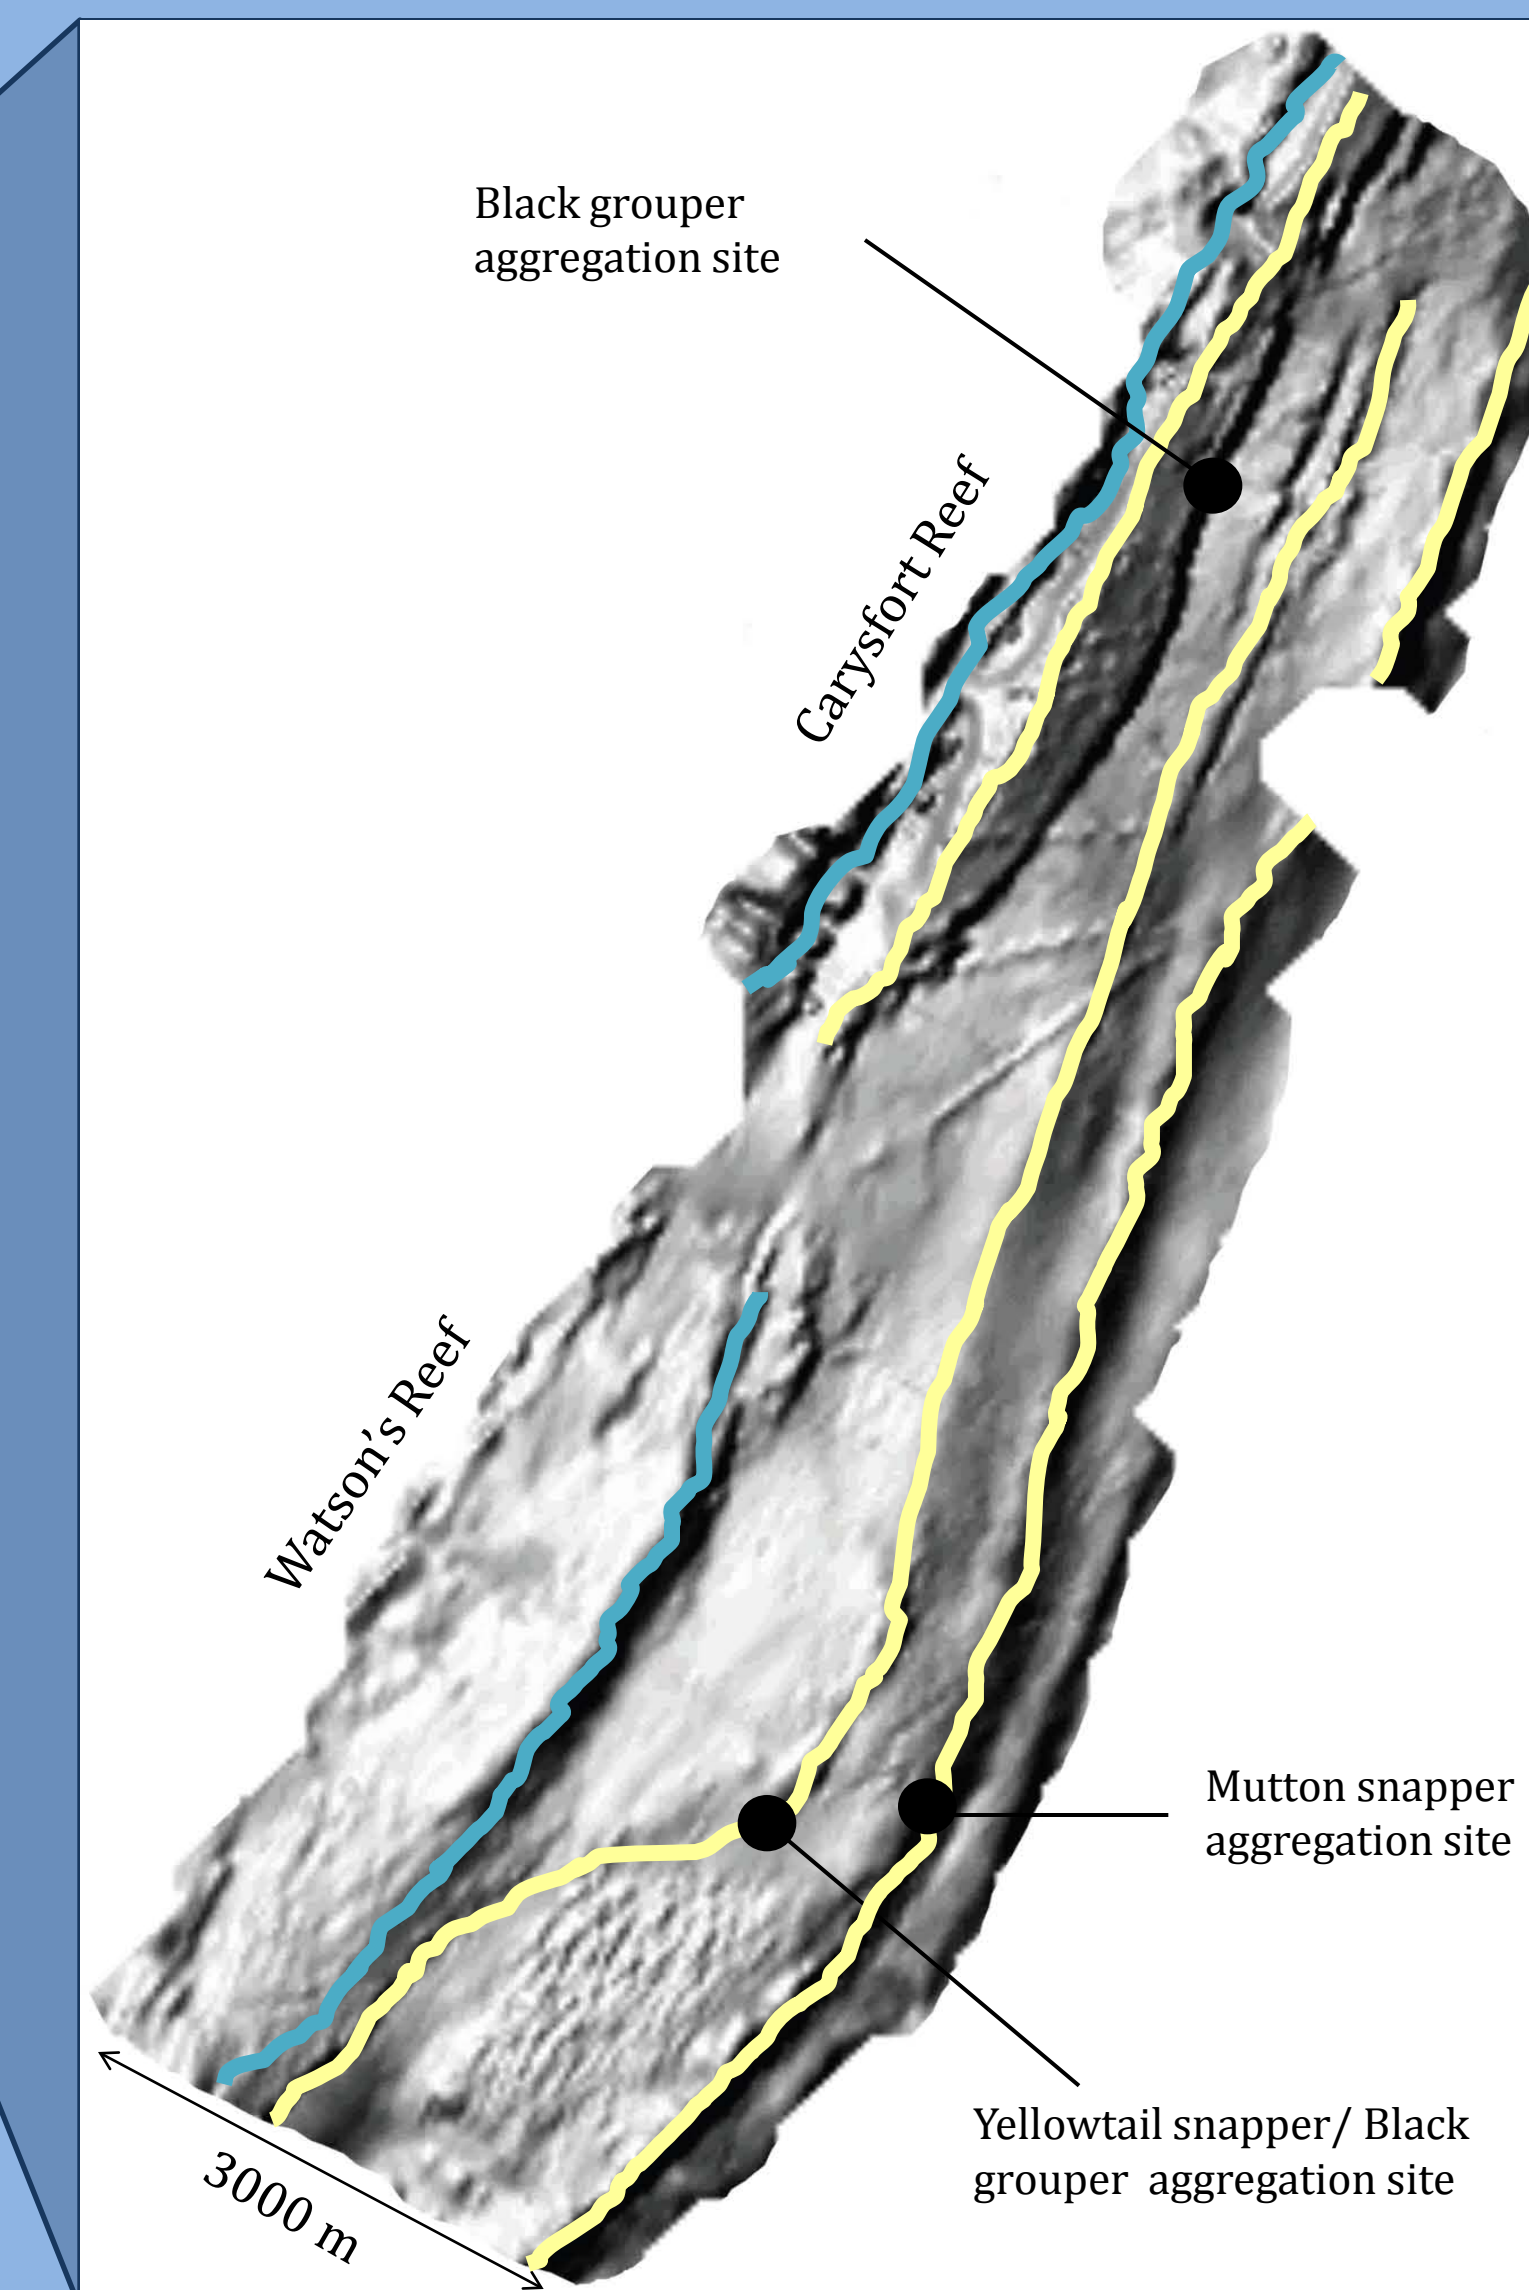 Black grouper
aggregation site
Carysfort Reef
Watson’s Reef
Mutton snapper
aggregation site
Yellowtail snapper/ Black
grouper  aggregation site
3000 m